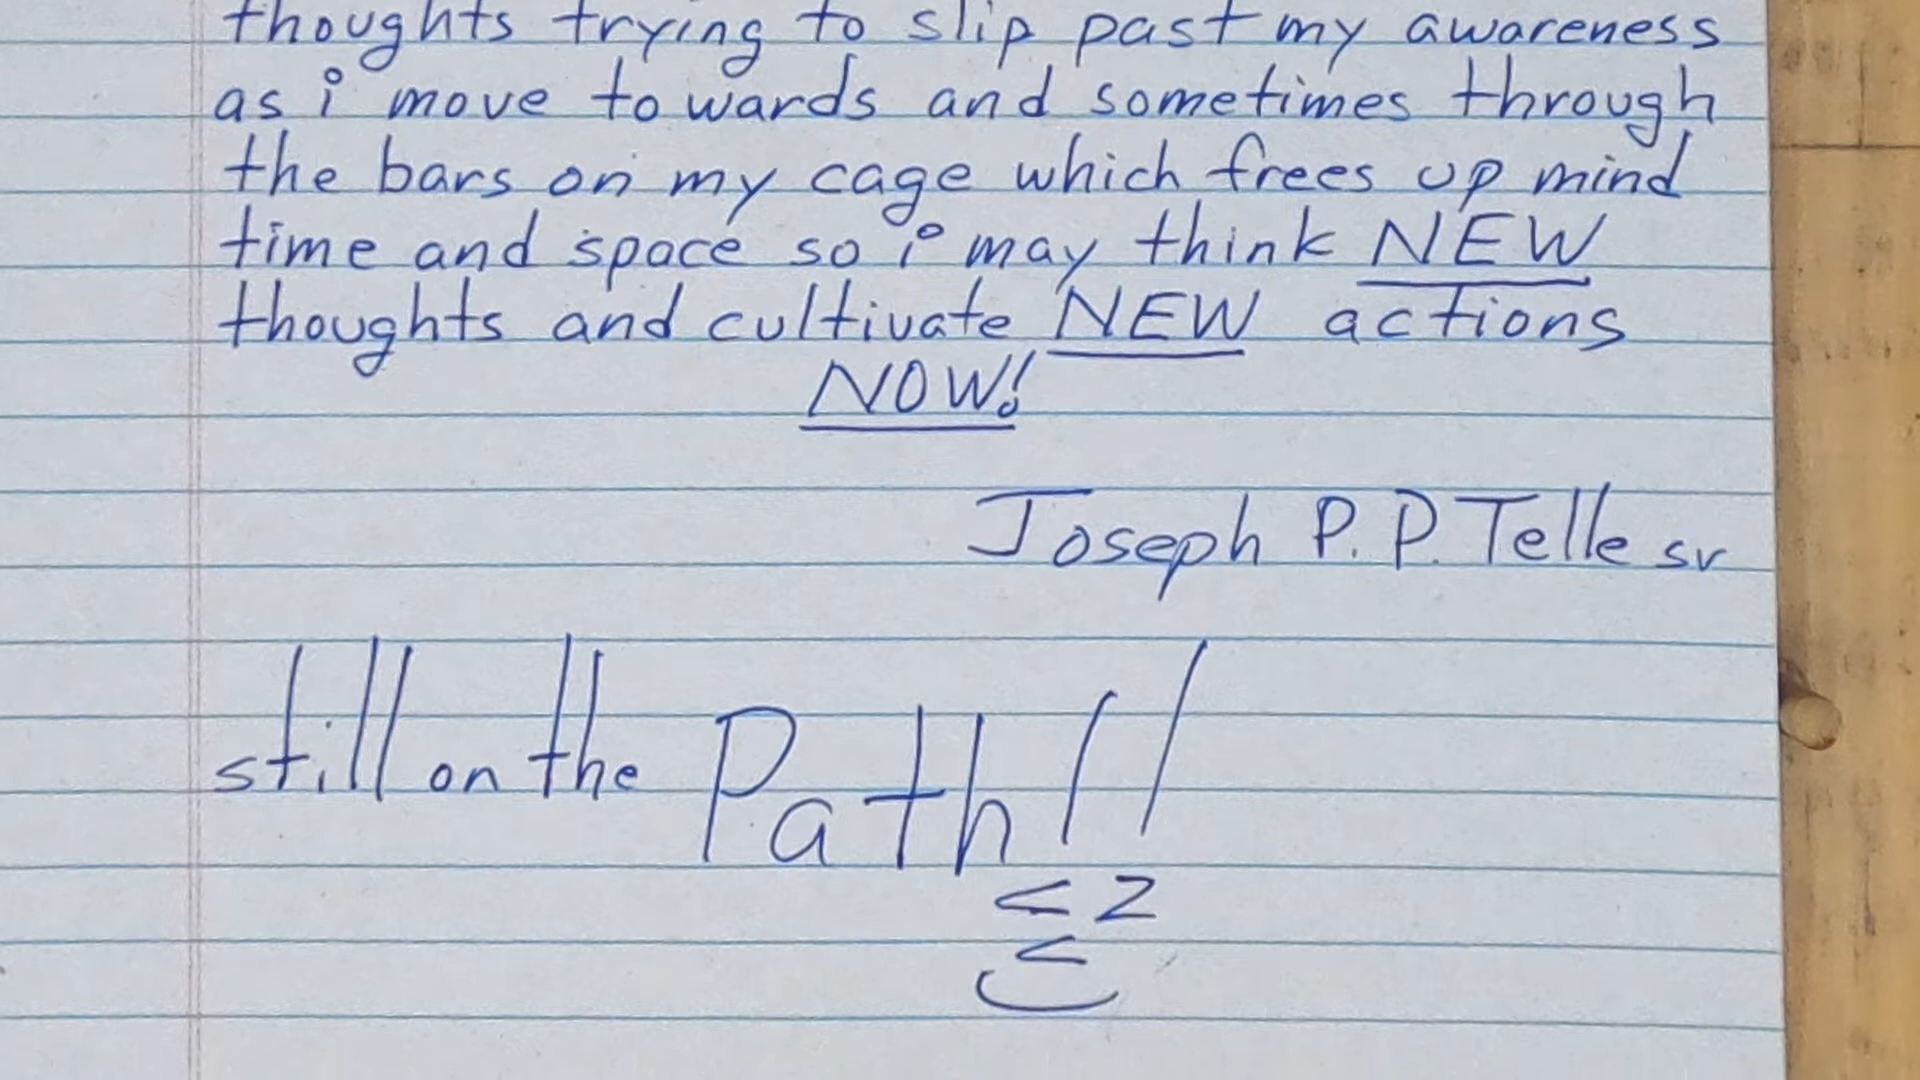 thoughts trying to slip past my awareness
as i move towards and sometimes through
the bars on my cage which frees up mind
time and space so i may think NEW
thoughts and cultivate NEW actions
NOW!
Joseph P. P. Telle sr
still on the Path!!